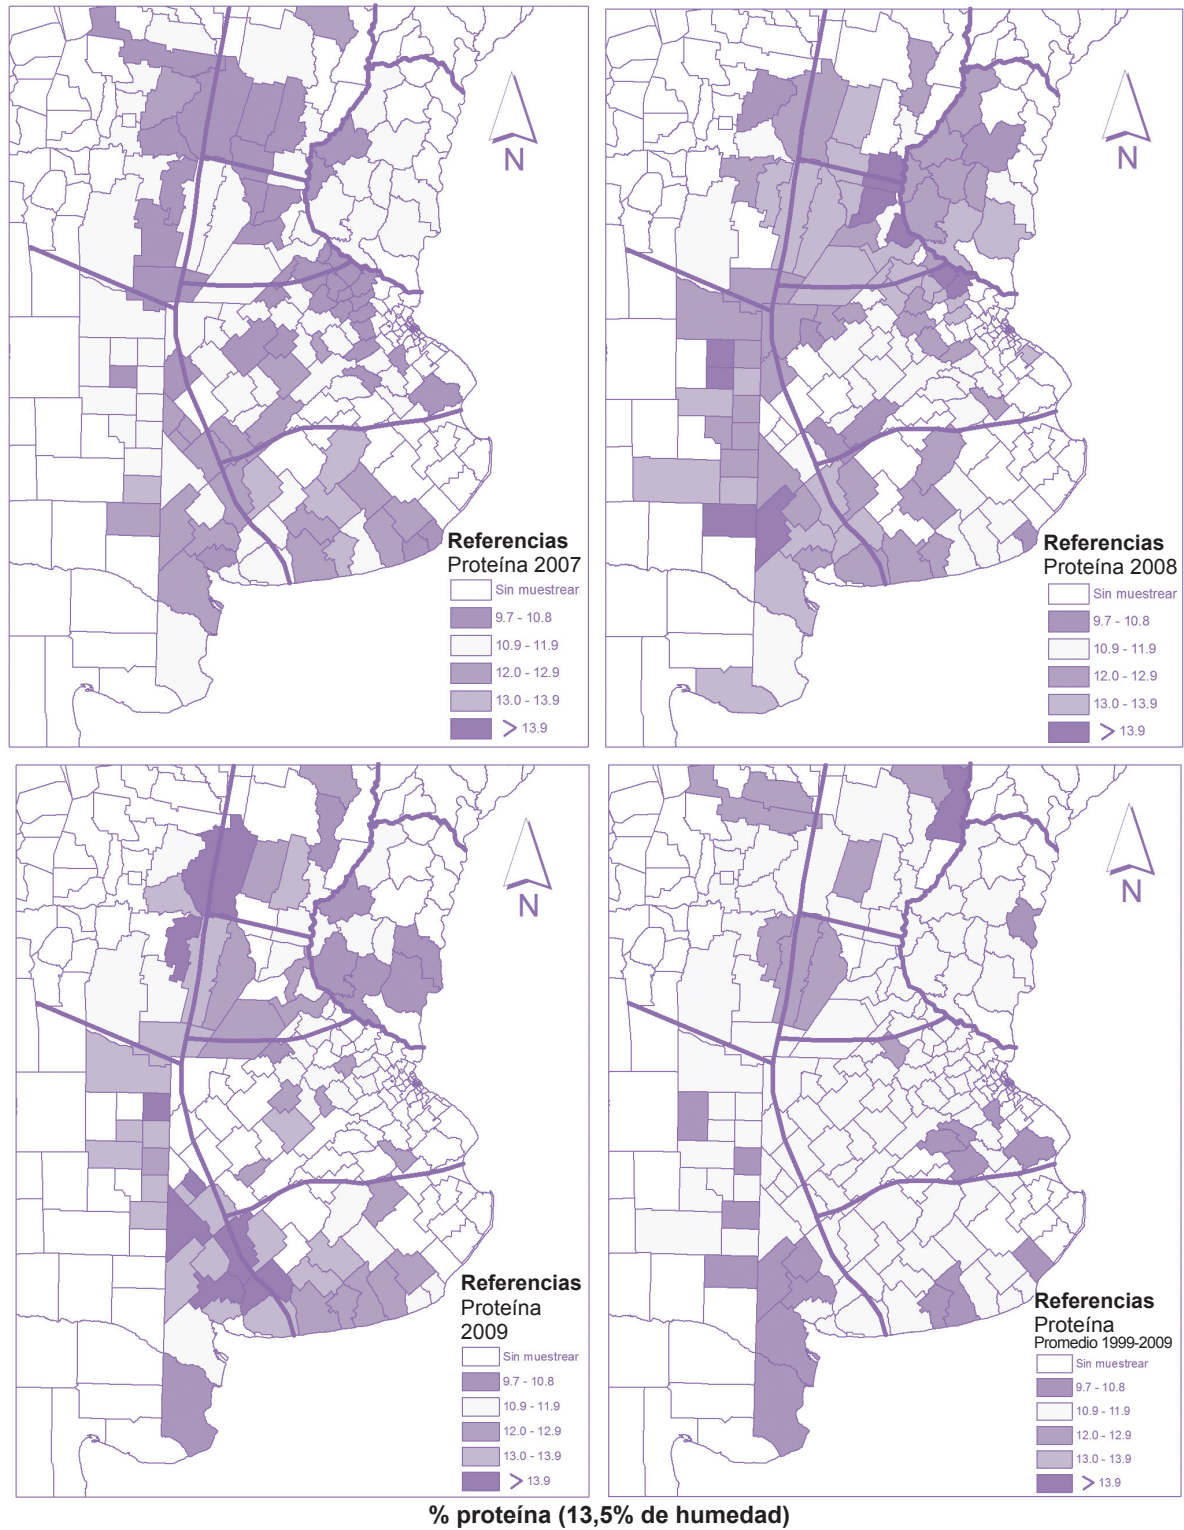 N
Referencias
Proteína 2007
Sin muestrear
9.7 - 10.8
10.9 - 11.9
12.0 - 12.9
13.0 - 13.9
> 13.9
N
Referencias
Proteína 2008
Sin muestrear
9.7 - 10.8
10.9 - 11.9
12.0 - 12.9
13.0 - 13.9
> 13.9
N
Referencias
Proteína
2009
Sin muestrear
9.7 - 10.8
10.9 - 11.9
12.0 - 12.9
13.0 - 13.9
> 13.9
N
Referencias
Proteína
Promedio 1999-2009
Sin muestrear
9.7 - 10.8
10.9 - 11.9
12.0 - 12.9
13.0 - 13.9
> 13.9
% proteína (13,5% de humedad)